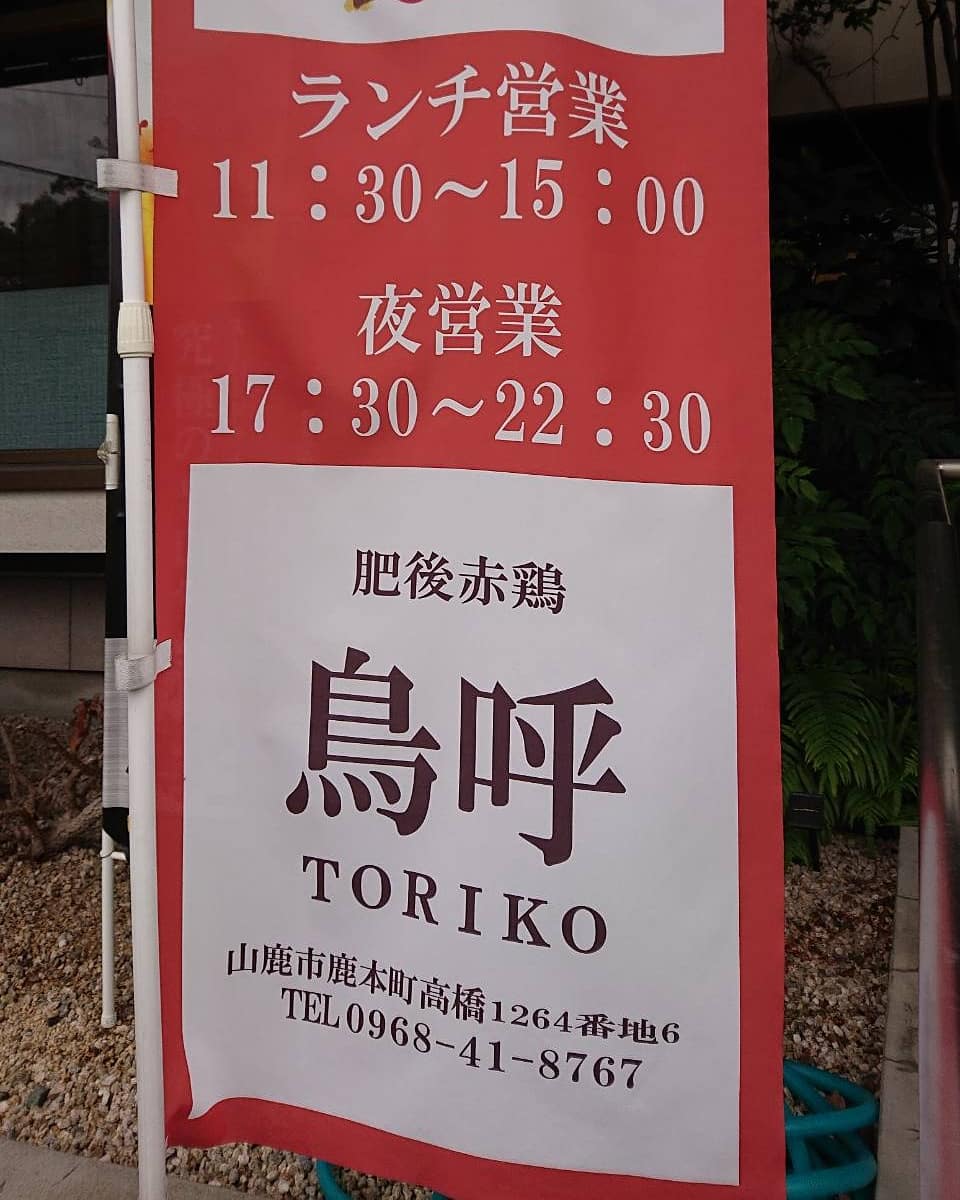 ランチ営業
11：30〜15：00
夜営業
17：30〜22：30
肥後赤鶏
鳥呼
TORIKO
山鹿市鹿本町高橋1264番地6
TEL0968-41-8767